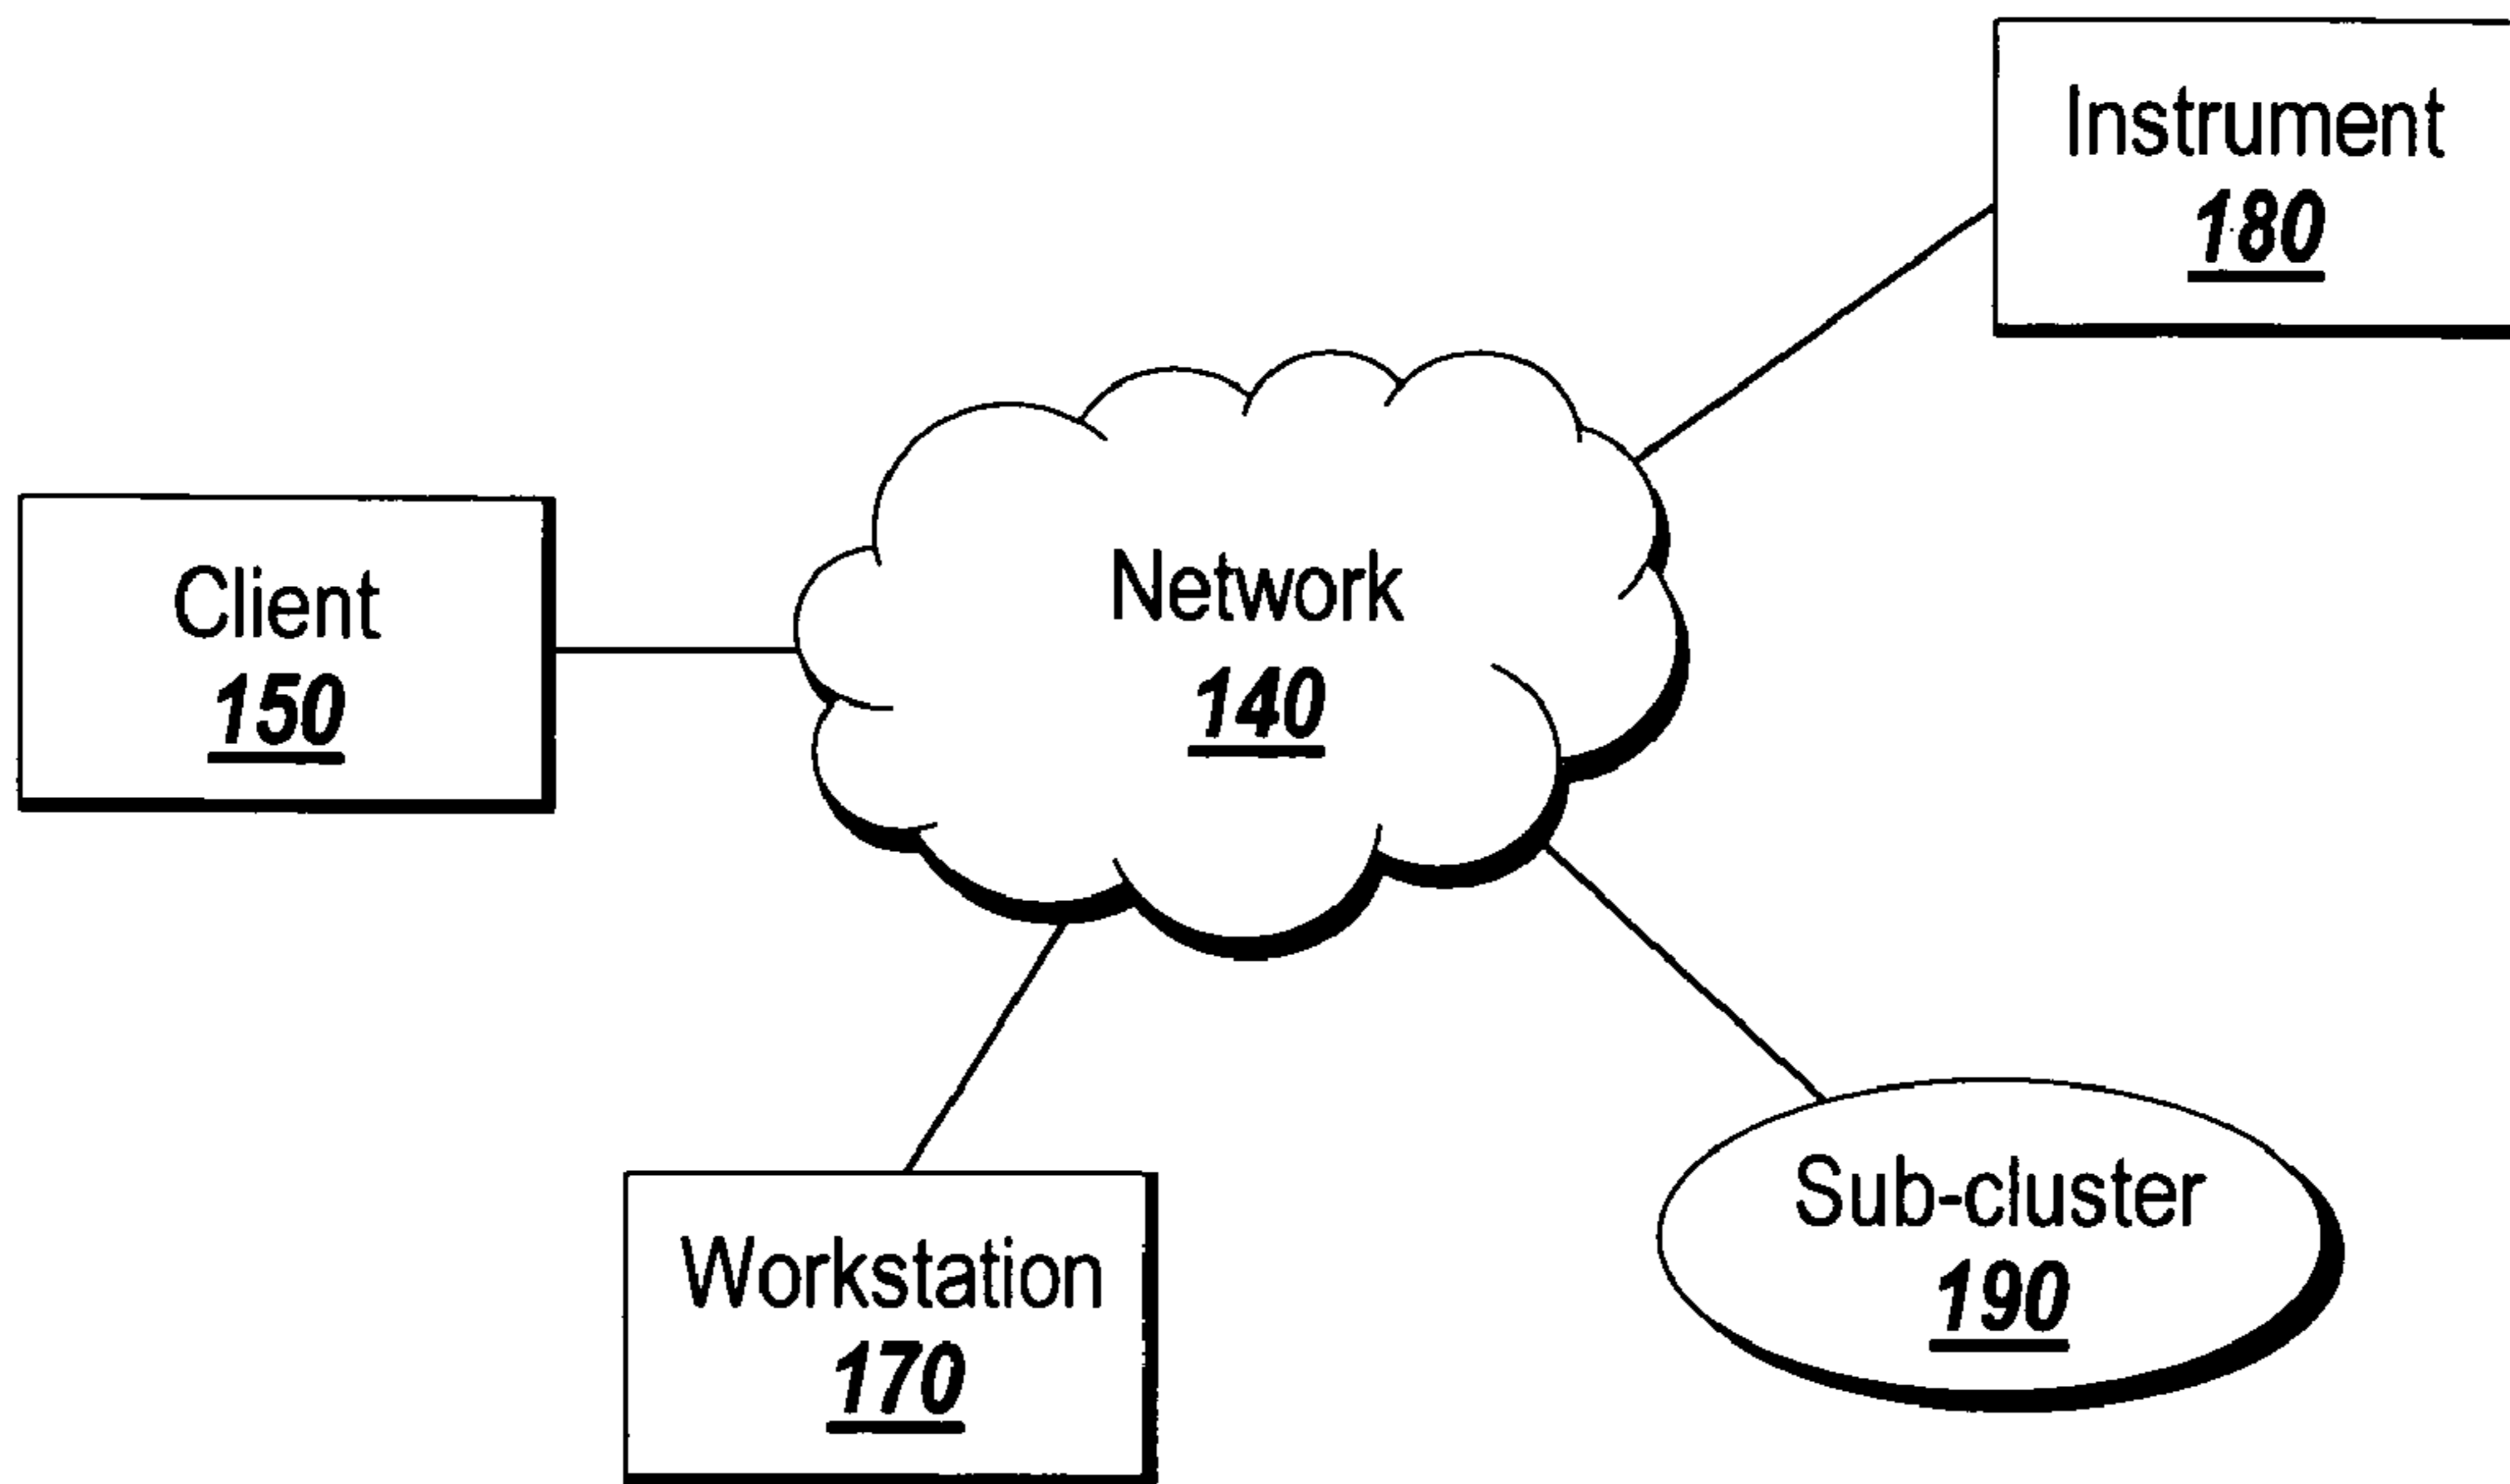 Instrument
180
Client
150
Network
140
Workstation
170
Sub-cluster
190